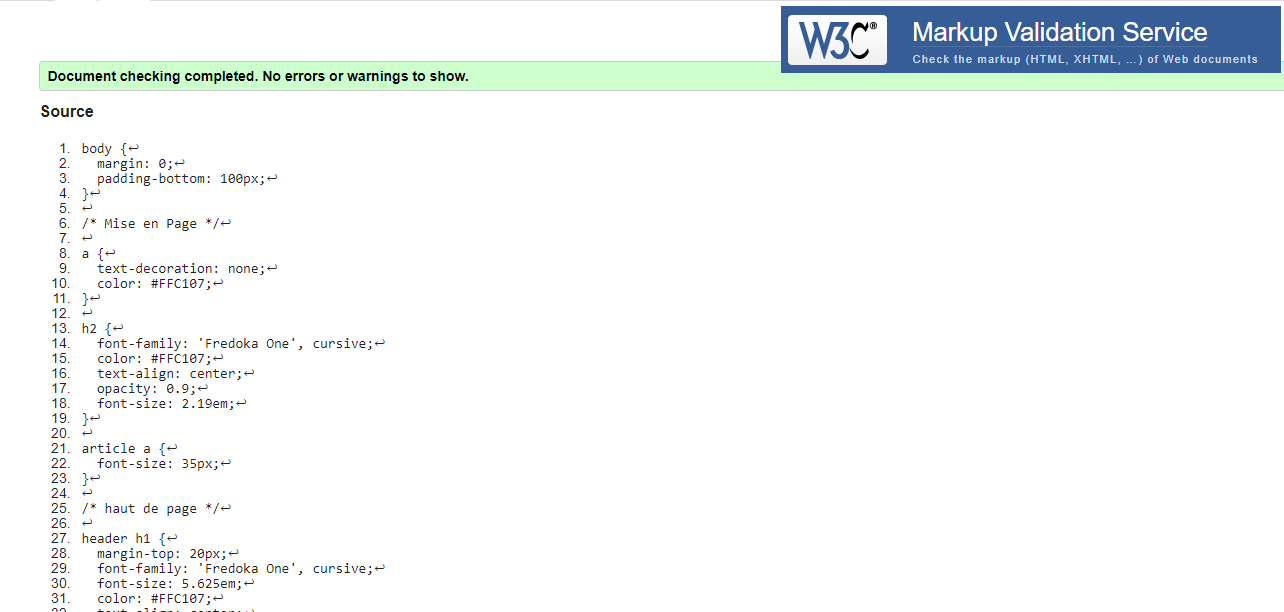 W3C®
Markup Validation Service
Check the markup (HTML, XHTML, …) of Web documents
Document checking completed. No errors or warnings to show.
Source
1. body {↩
2. margin: 0;↩
3. padding-bottom: 100px;↩
4. }↩
5. ↩
6. /* Mise en Page */↩
7. ↩
8. a {↩
9. text-decoration: none;↩
10. color: #FFC107;↩
11. }↩
12. ↩
13. h2 {↩
14. font-family: 'Fredoka One', cursive;↩
15. color: #FFC107;↩
16. text-align: center;↩
17. opacity: 0.9;↩
18. font-size: 2.19em;↩
19. }↩
20. ↩
21. article a {↩
22. font-size: 35px;↩
23. }↩
24. ↩
25. /* haut de page */↩
26. ↩
27. header h1 {↩
28. margin-top: 20px;↩
29. font-family: 'Fredoka One', cursive;↩
30. font-size: 5.625em;↩
31. color: #FFC107;↩